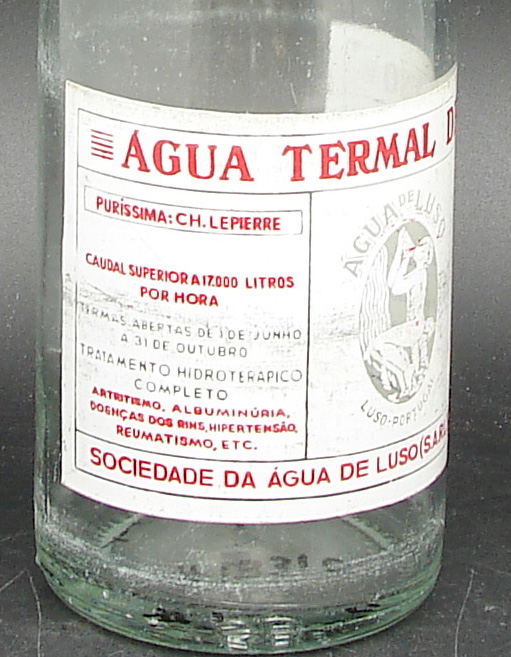 ÁGUA TERMAL D
PURÍSSIMA: CH. LEPIERRE
CAUDAL SUPERIOR A 17.000 LITROS
POR HORA
TERMAS ABERTAS DE 1 DE JUNHO
A 31 DE OUTUBRO
TRATAMENTO HIDROTERÁPICO
COMPLETO
ARTRITISMO, ALBUMINÚRIA,
DOENÇAS DOS RINS, HIPERTENSÃO,
REUMATISMO, ETC.
ÁGUA DE LUSO
LUSO-PORTUGAL
SOCIEDADE DA ÁGUA DE LUSO (S.A.R.L